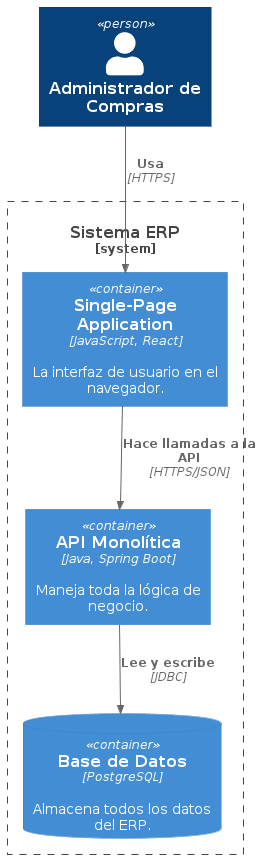 «person»
Administrador de
Compras
Usa
[HTTPS]
Sistema ERP
[system]
«container»
Single-Page
Application
[JavaScript, React]
La interfaz de usuario en el
navegador.
Hace llamadas a la
API
[HTTPS/JSON]
«container»
API Monolítica
[Java, Spring Boot]
Maneja toda la lógica de
negocio.
Lee y escribe
[JDBC]
«container»
Base de Datos
[PostgreSQL]
Almacena todos los datos
del ERP.